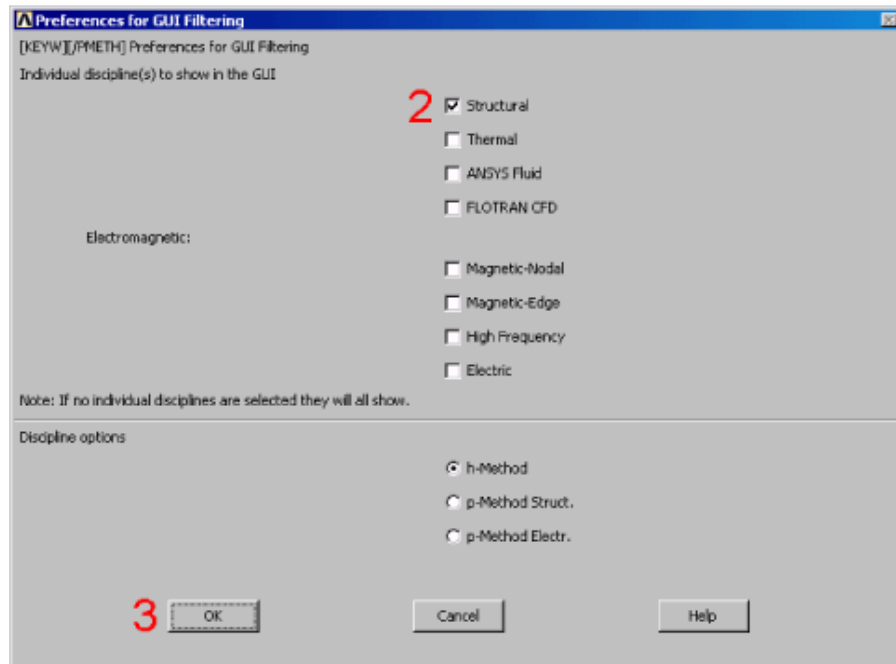 Preferences for GUI Filtering
[KEYW][/PMETH] Preferences for GUI Filtering
Individual discipline(s) to show in the GUI
2 Structural
Thermal
ANSYS Fluid
FLOTRAN CFD
Electromagnetic:
Magnetic-Nodal
Magnetic-Edge
High Frequency
Electric
Note: If no individual disciplines are selected they will all show.
Discipline options
h-Method
p-Method Struct.
p-Method Electr.
3 OK Cancel Help